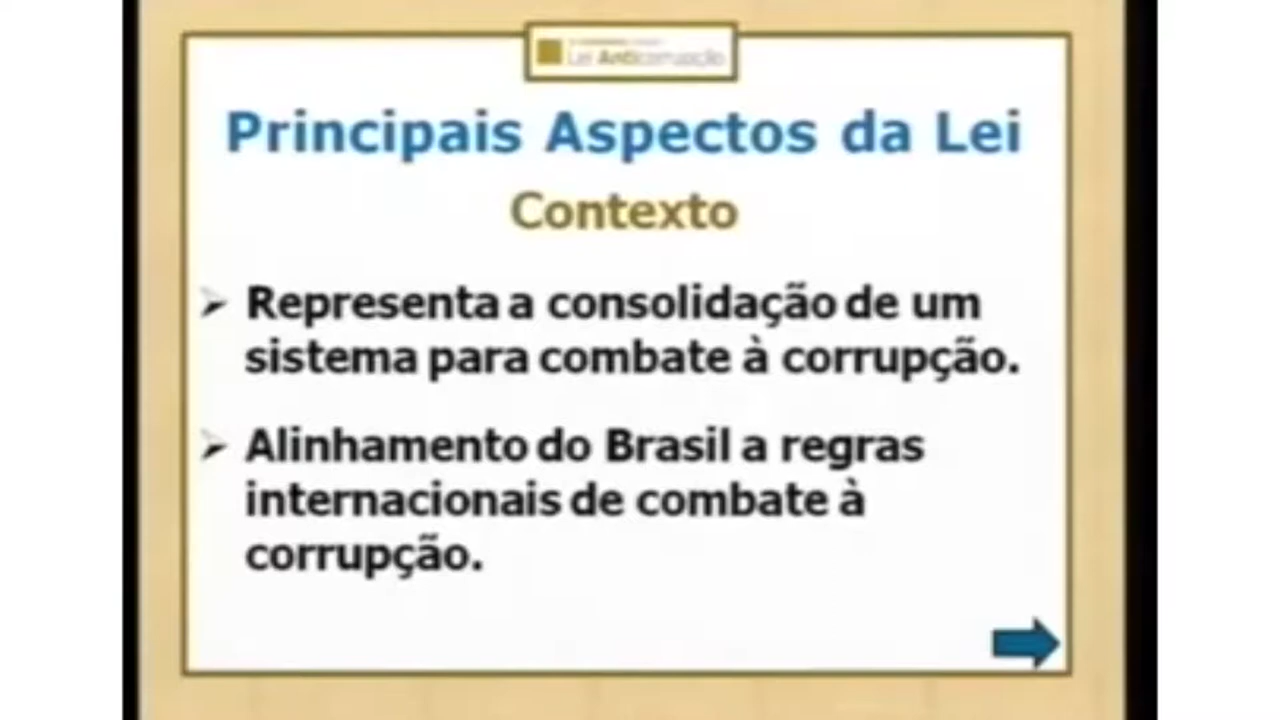 Lei Anticorrupção
Principais Aspectos da Lei
Contexto
Representa a consolidação de um
sistema para combate à corrupção.
Alinhamento do Brasil a regras
internacionais de combate à
corrupção.